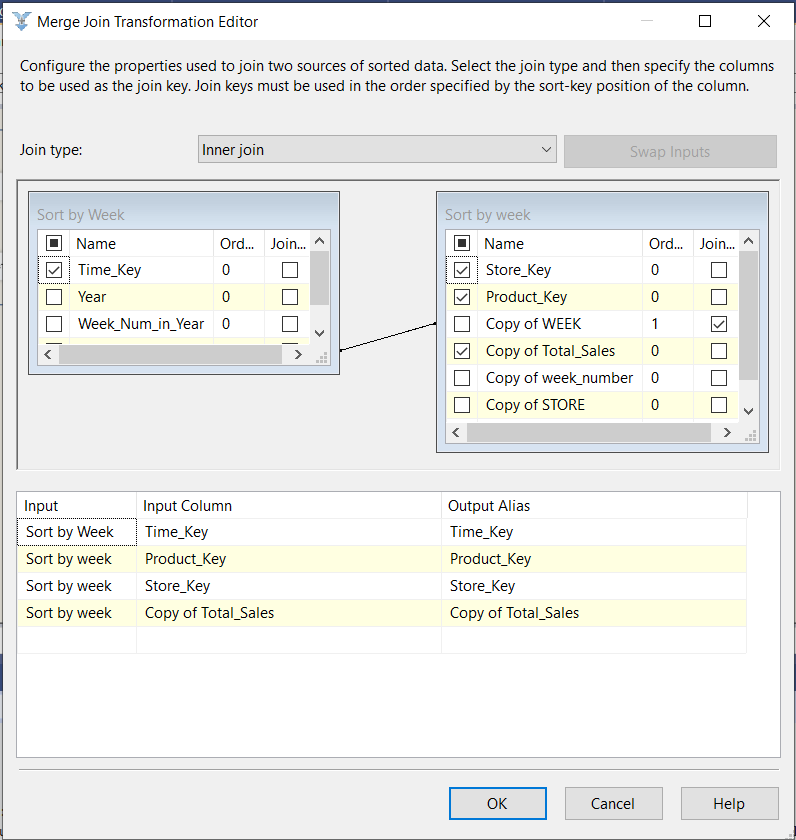 Merge Join Transformation Editor
Configure the properties used to join two sources of sorted data. Select the join type and then specify the columns
to be used as the join key. Join keys must be used in the order specified by the sort-key position of the column.
Join type: Inner join Swap Inputs
Sort by Week
Name Ord... Join...
Time_Key 0
Year 0
Week_Num_in_Year 0
Sort by week
Name Ord... Join...
Store_Key 0
Product_Key 0
Copy of WEEK 1
Copy of Total_Sales 0
Copy of week_number 0
Copy of STORE 0
Input Input Column Output Alias
Sort by Week Time_Key Time_Key
Sort by week Product_Key Product_Key
Sort by week Store_Key Store_Key
Sort by week Copy of Total_Sales Copy of Total_Sales
OK Cancel Help